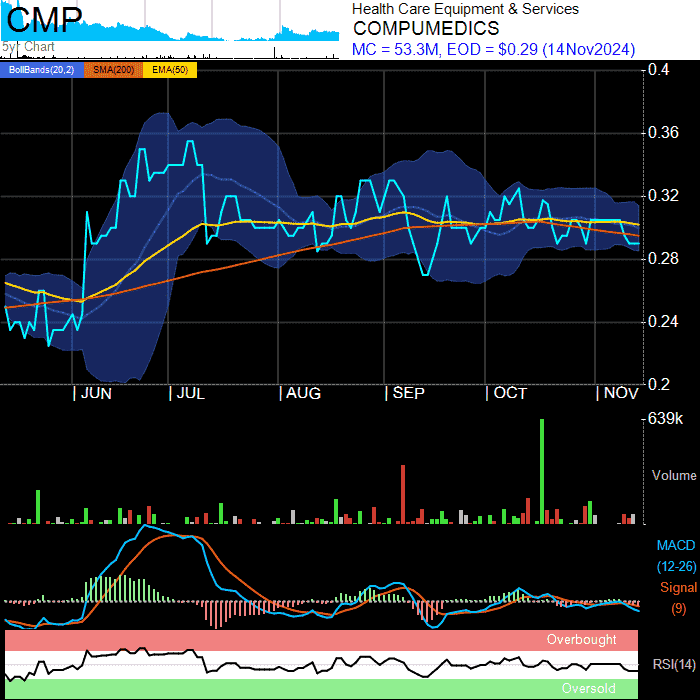 CMP
5yr Chart
Health Care Equipment & Services
COMPUMEDICS
MC = 53.3M, EOD = $0.29 (14Nov2024)
BollBands(20,2) SMA(200) EMA(50)
0.4
0.36
0.32
0.28
0.24
0.2
JUN JUL AUG SEP OCT NOV
639k
Volume
MACD
(12-26)
Signal
(9)
Overbought
RSI(14)
Oversold